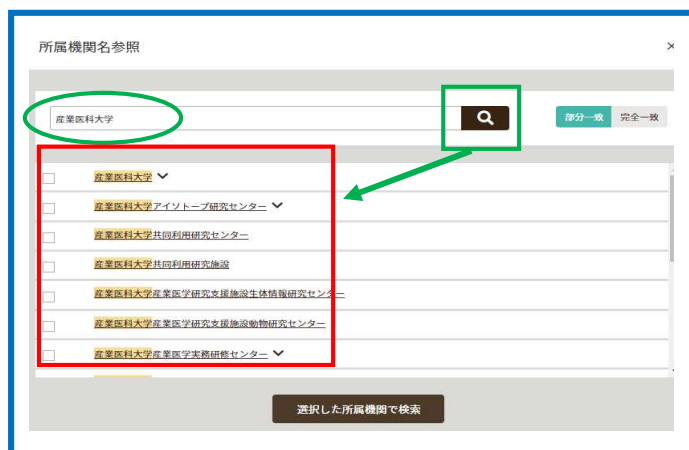 所属機関名参照 ×
産業医科大学 部分一致 完全一致
産業医科大学
産業医科大学アイソトープ研究センター
産業医科大学共同利用研究センター
産業医科大学共同利用研究施設
産業医科大学産業医学研究支援施設生体情報研究センター
産業医科大学産業医学研究支援施設動物研究センター
産業医科大学産業医学実務研修センター
選択した所属機関で検索